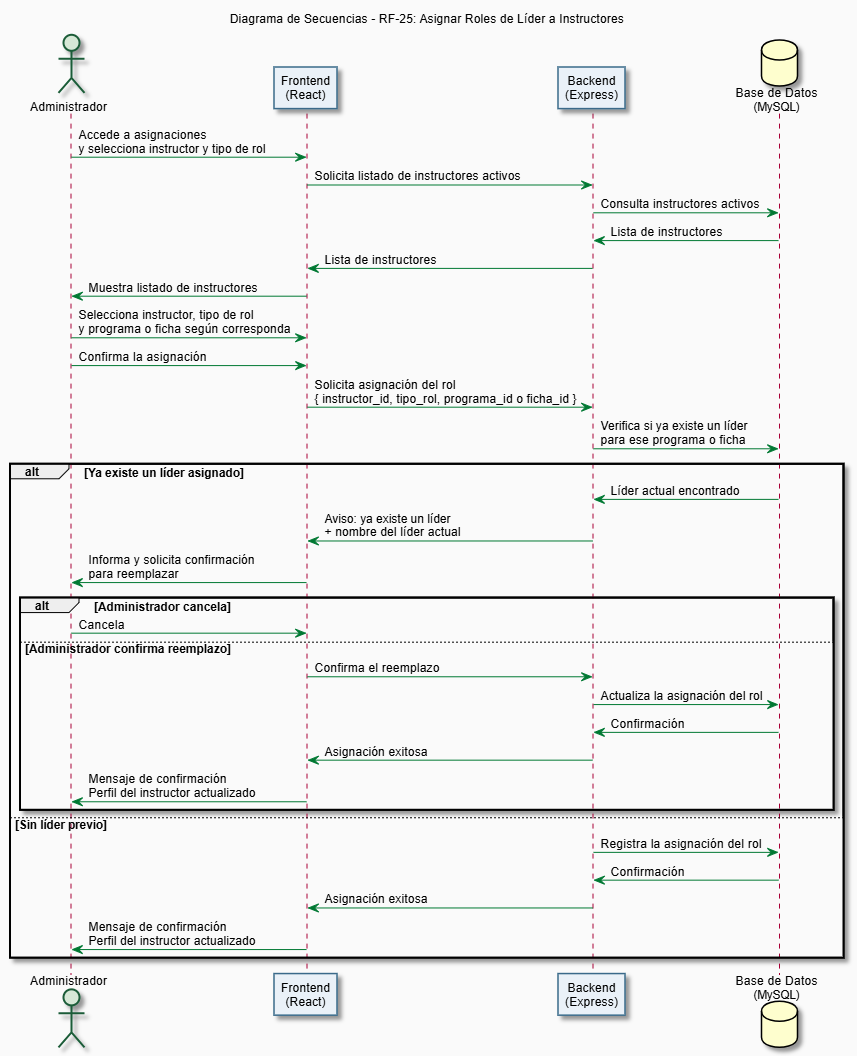 Diagrama de Secuencias - RF-25: Asignar Roles de Líder a Instructores
Administrador
Frontend
(React)
Backend
(Express)
Base de Datos
(MySQL)
Accede a asignaciones
y selecciona instructor y tipo de rol
Solicita listado de instructores activos
Consulta instructores activos
Lista de instructores
Lista de instructores
Muestra listado de instructores
Selecciona instructor, tipo de rol
y programa o ficha según corresponda
Confirma la asignación
Solicita asignación del rol
{ instructor_id, tipo_rol, programa_id o ficha_id }
Verifica si ya existe un líder
para ese programa o ficha
alt
[Ya existe un líder asignado]
Líder actual encontrado
Aviso: ya existe un líder
+ nombre del líder actual
Informa y solicita confirmación
para reemplazar
alt
[Administrador cancela]
Cancela
[Administrador confirma reemplazo]
Confirma el reemplazo
Actualiza la asignación del rol
Confirmación
Asignación exitosa
Mensaje de confirmación
Perfil del instructor actualizado
[Sin líder previo]
Registra la asignación del rol
Confirmación
Asignación exitosa
Mensaje de confirmación
Perfil del instructor actualizado
Administrador
Frontend
(React)
Backend
(Express)
Base de Datos
(MySQL)